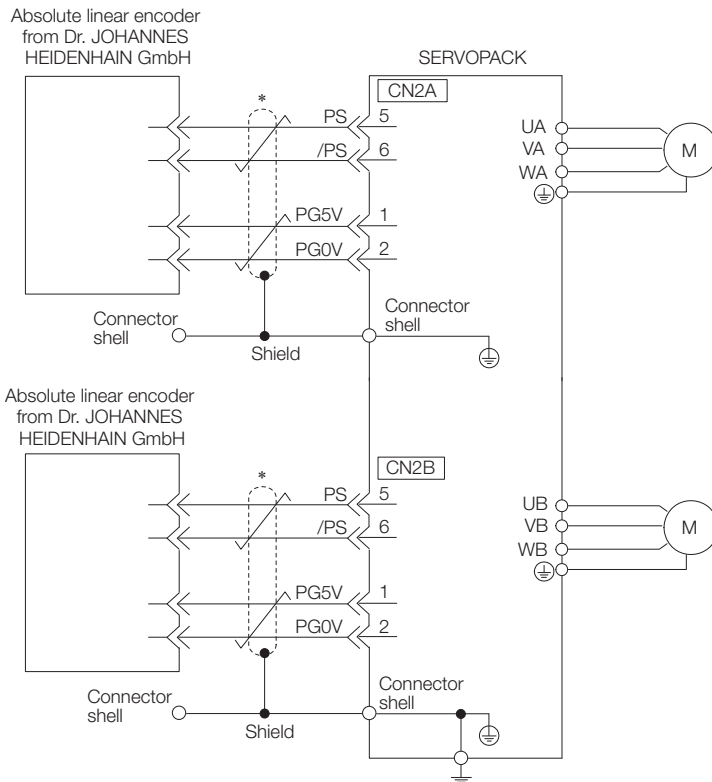 Absolute linear encoder
from Dr. JOHANNES
HEIDENHAIN GmbH
SERVOPACK
CN2A
*
PS
5
/PS
6
PG5V
1
PG0V
2
UA
VA
WA
M
Connector
shell
Shield
Connector
shell
Absolute linear encoder
from Dr. JOHANNES
HEIDENHAIN GmbH
CN2B
*
PS
5
/PS
6
PG5V
1
PG0V
2
UB
VB
WB
M
Connector
shell
Shield
Connector
shell